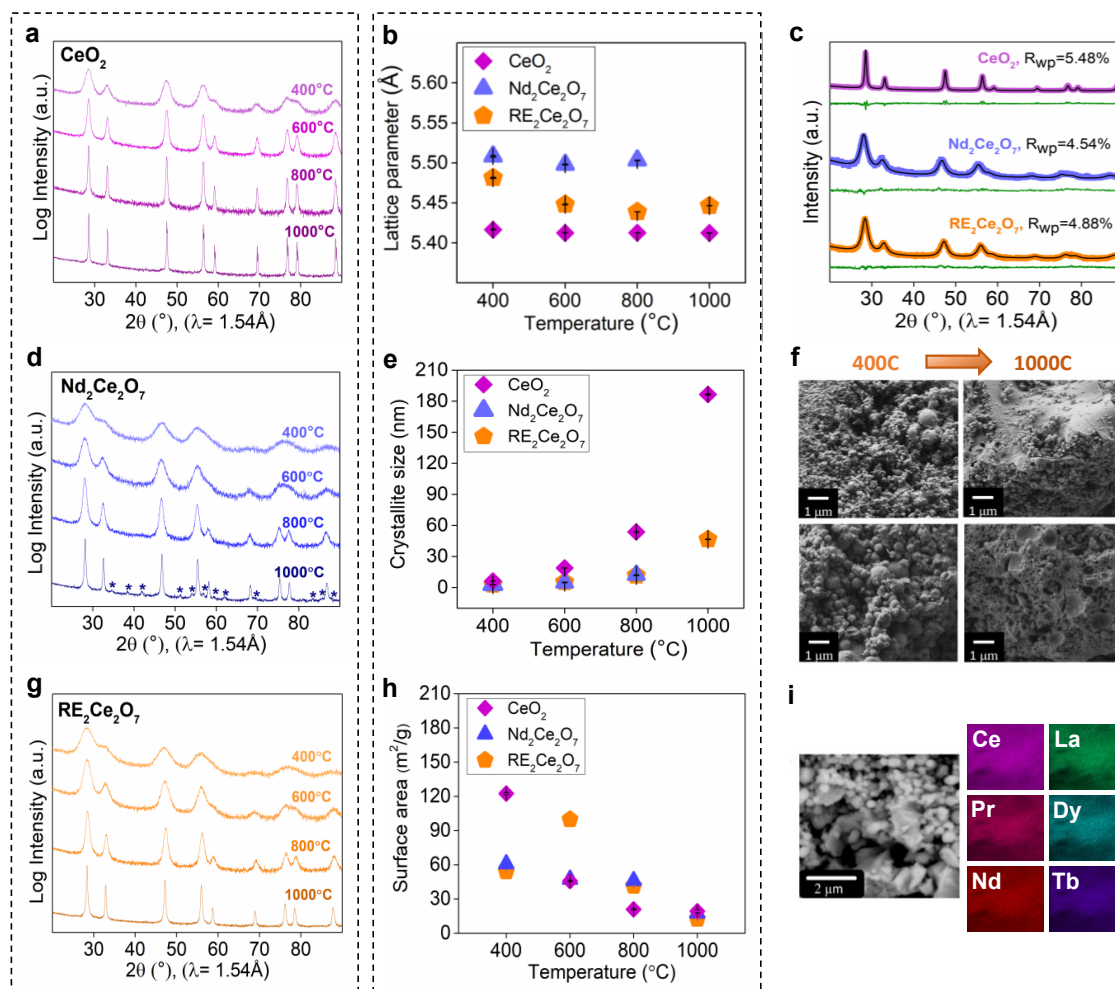 a
CeO₂
400°C
600°C
800°C
1000°C
Log Intensity (a.u.)
30 40 50 60 70 80
2θ (°), (λ= 1.54Å)
b
CeO₂
Nd₂Ce₂O₇
RE₂Ce₂O₇
Lattice parameter (Å)
5.60
5.55
5.50
5.45
5.40
400 600 800 1000
Temperature (°C)
c
CeO₂, Rwp=5.48%
Nd₂Ce₂O₇, Rwp=4.54%
RE₂Ce₂O₇, Rwp=4.88%
Intensity (a.u.)
30 40 50 60 70 80
2θ (°), (λ= 1.54Å)
d
Nd₂Ce₂O₇
400°C
600°C
800°C
1000°C
* * * * * * * * * * * *
Log Intensity (a.u.)
20 30 40 50 60 70 80
2θ (°), (λ= 1.54Å)
e
CeO₂
Nd₂Ce₂O₇
RE₂Ce₂O₇
Crystallite size (nm)
210
180
150
120
90
60
30
0
400 600 800 1000
Temperature (°C)
f
400C 1000C
1 µm
1 µm
1 µm
1 µm
g
RE₂Ce₂O₇
400°C
600°C
800°C
1000°C
Log Intensity (a.u.)
20 30 40 50 60 70 80
2θ (°), (λ= 1.54Å)
h
CeO₂
Nd₂Ce₂O₇
RE₂Ce₂O₇
Surface area (m²/g)
210
180
150
120
90
60
30
0
400 600 800 1000
Temperature (°C)
i
2 µm
Ce La
Pr Dy
Nd Tb